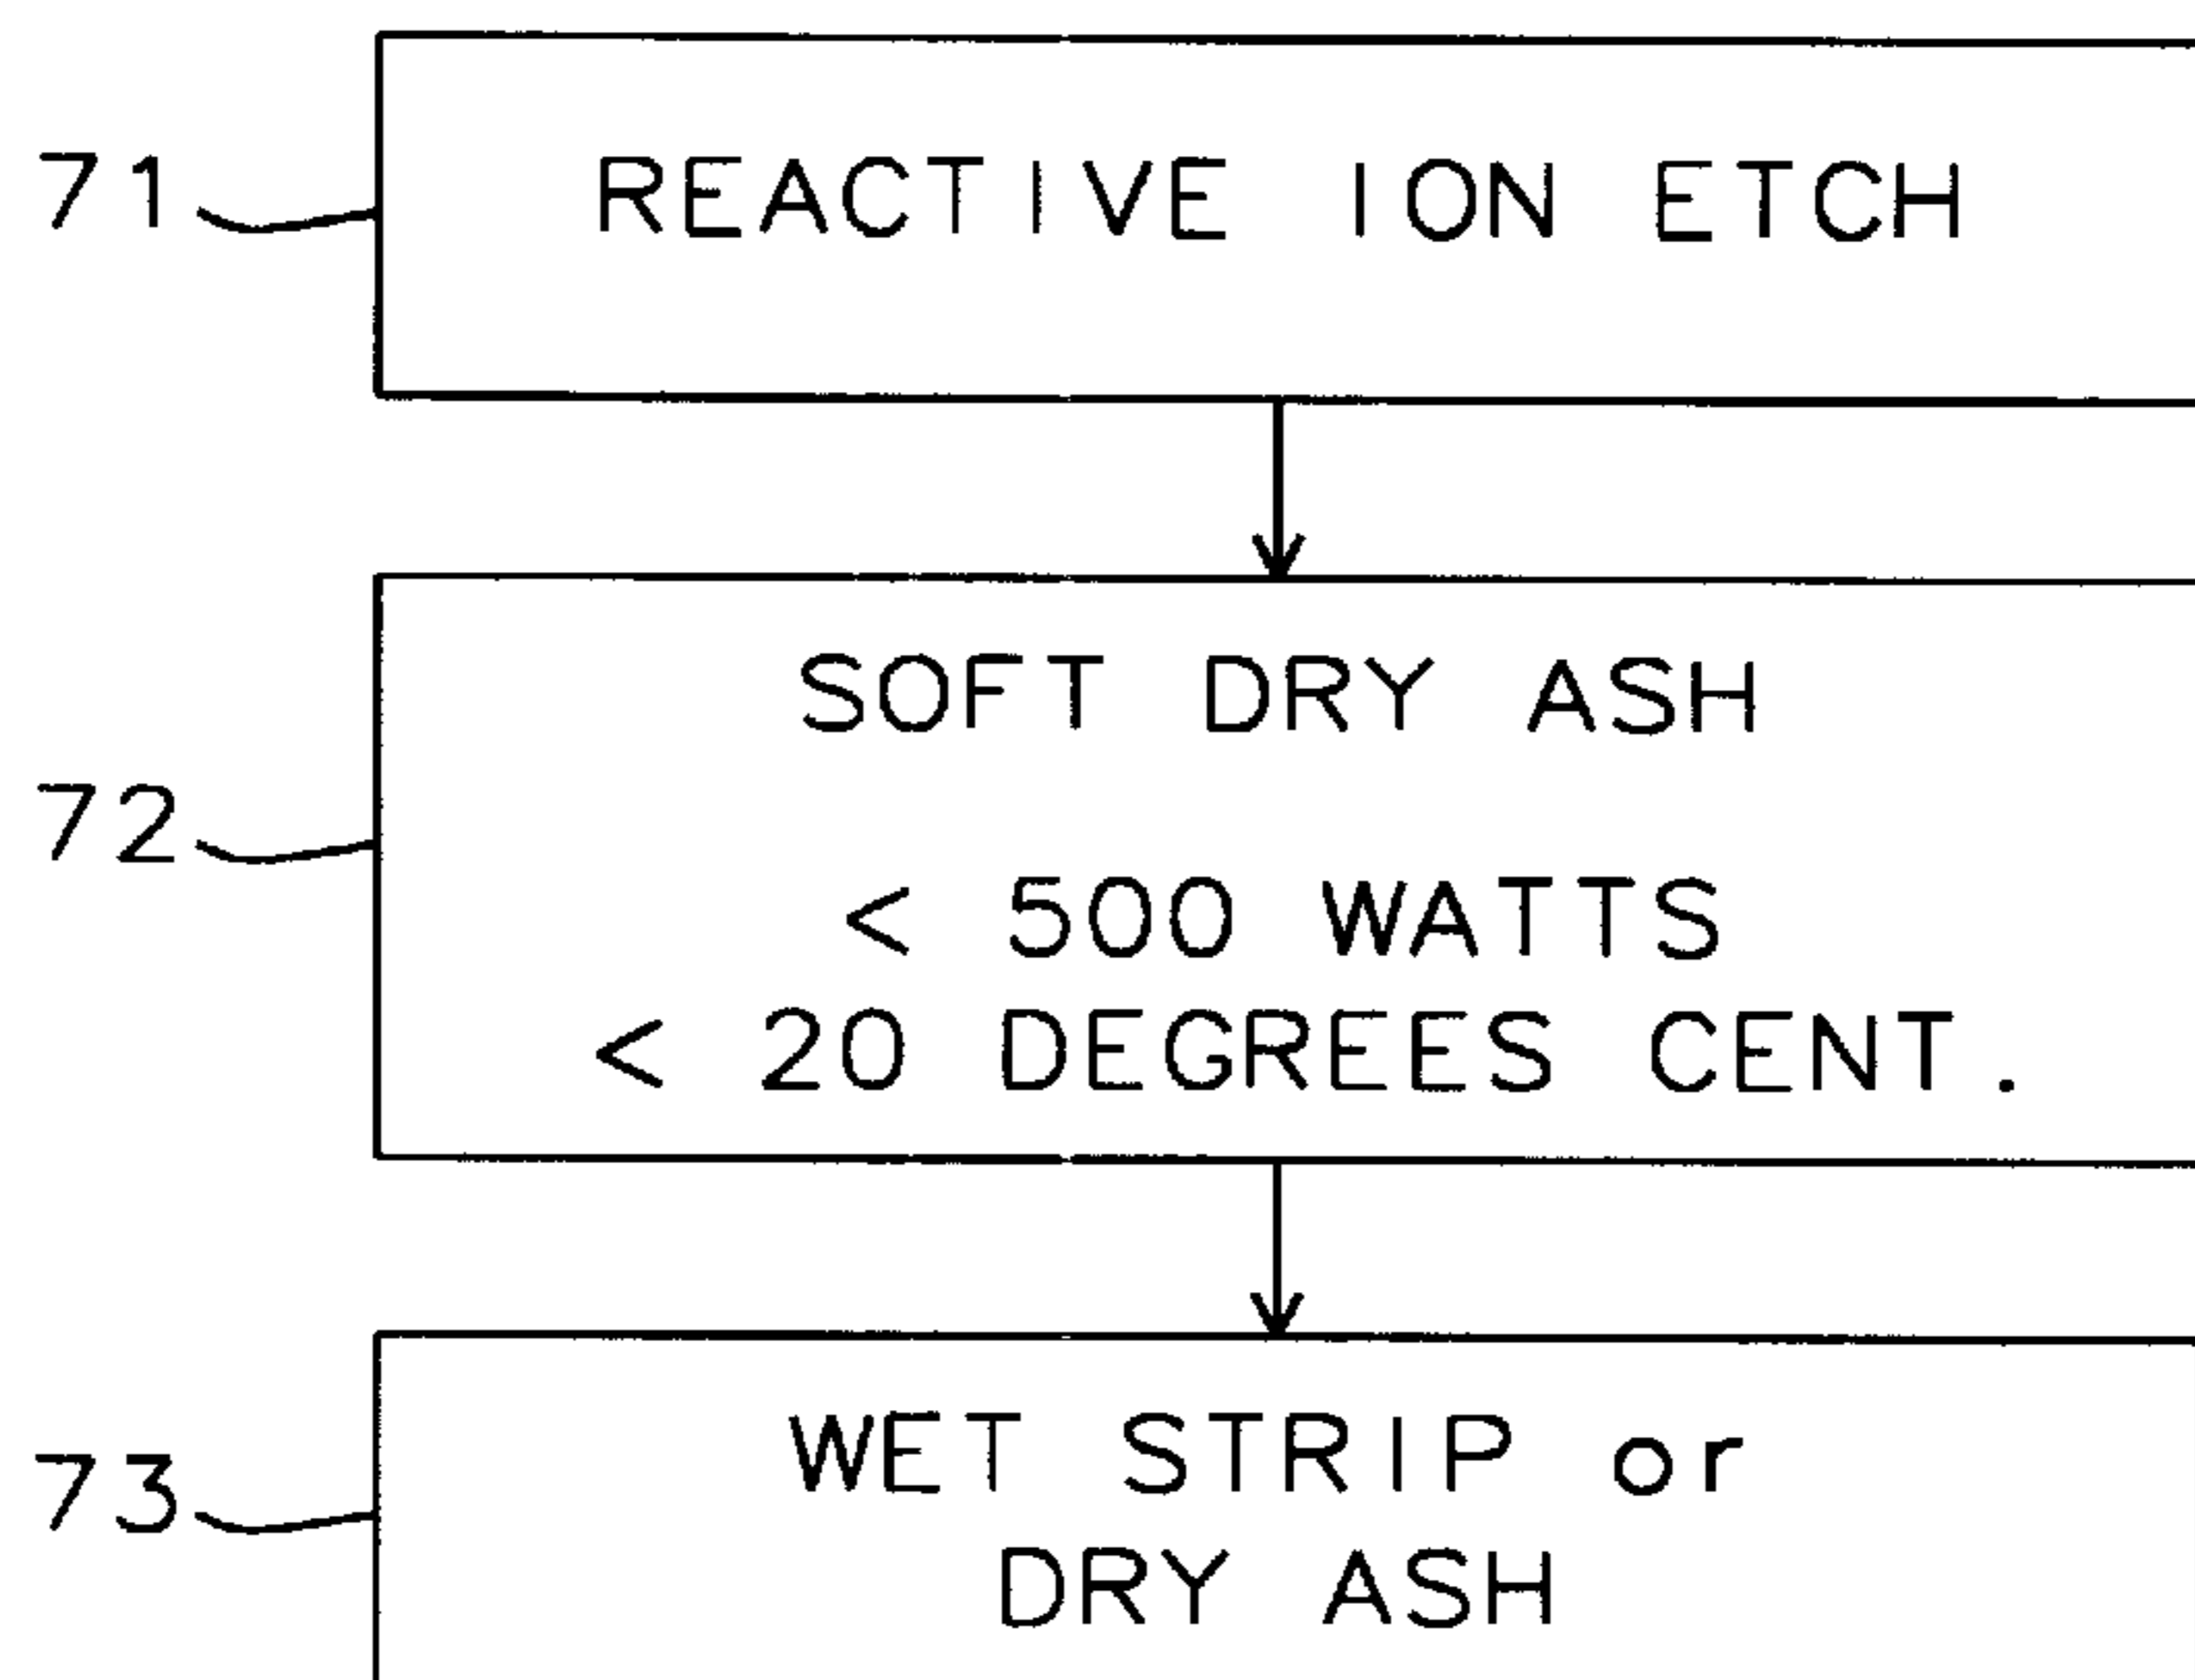 71 REACTIVE ION ETCH
SOFT DRY ASH
72
< 500 WATTS
< 20 DEGREES CENT.
WET STRIP or
73
DRY ASH